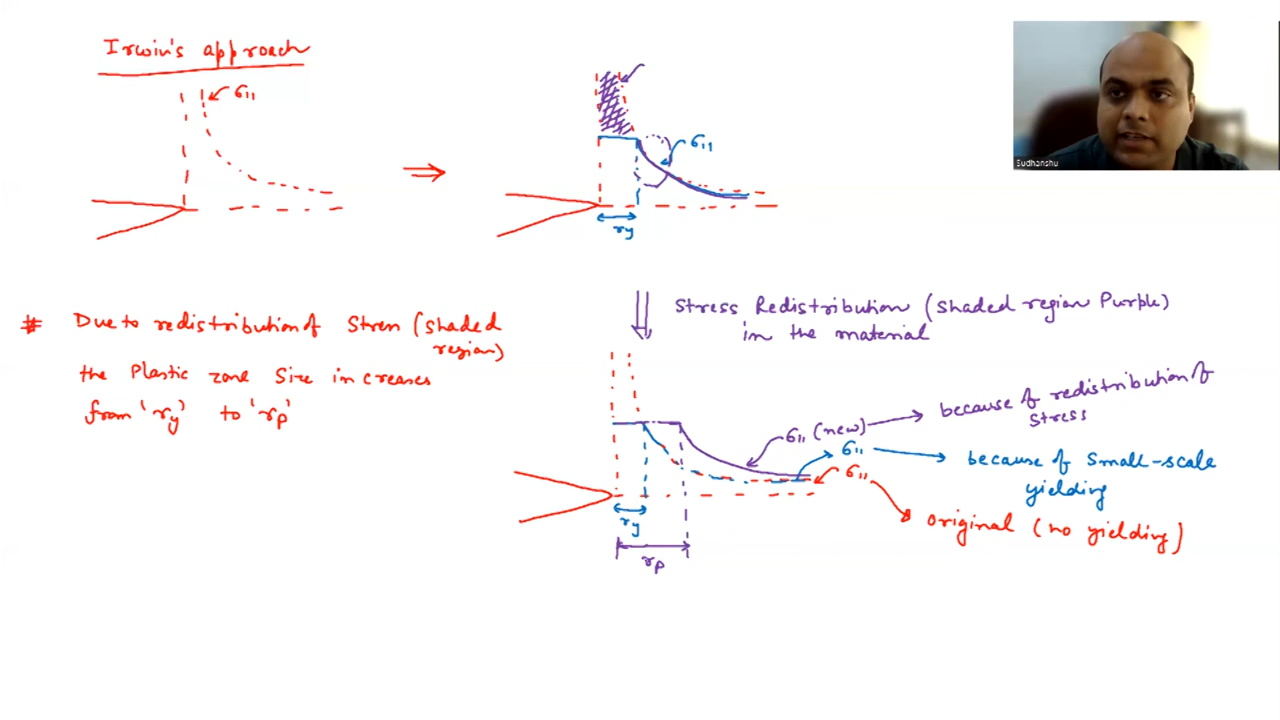 Irwin's approach
σ₁₁
σ₁₁
ry
Sudhanshu
Stress Redistribution (shaded region Purple)
in the material
# Due to redistribution of Stress (shaded
region)
the Plastic zone Size increases
from 'ry' to 'rp'
σ₁₁ (new)
because of redistribution of
stress
σ₁₁
because of small-scale
yielding
σ₁₁
original (no yielding)
ry
rp